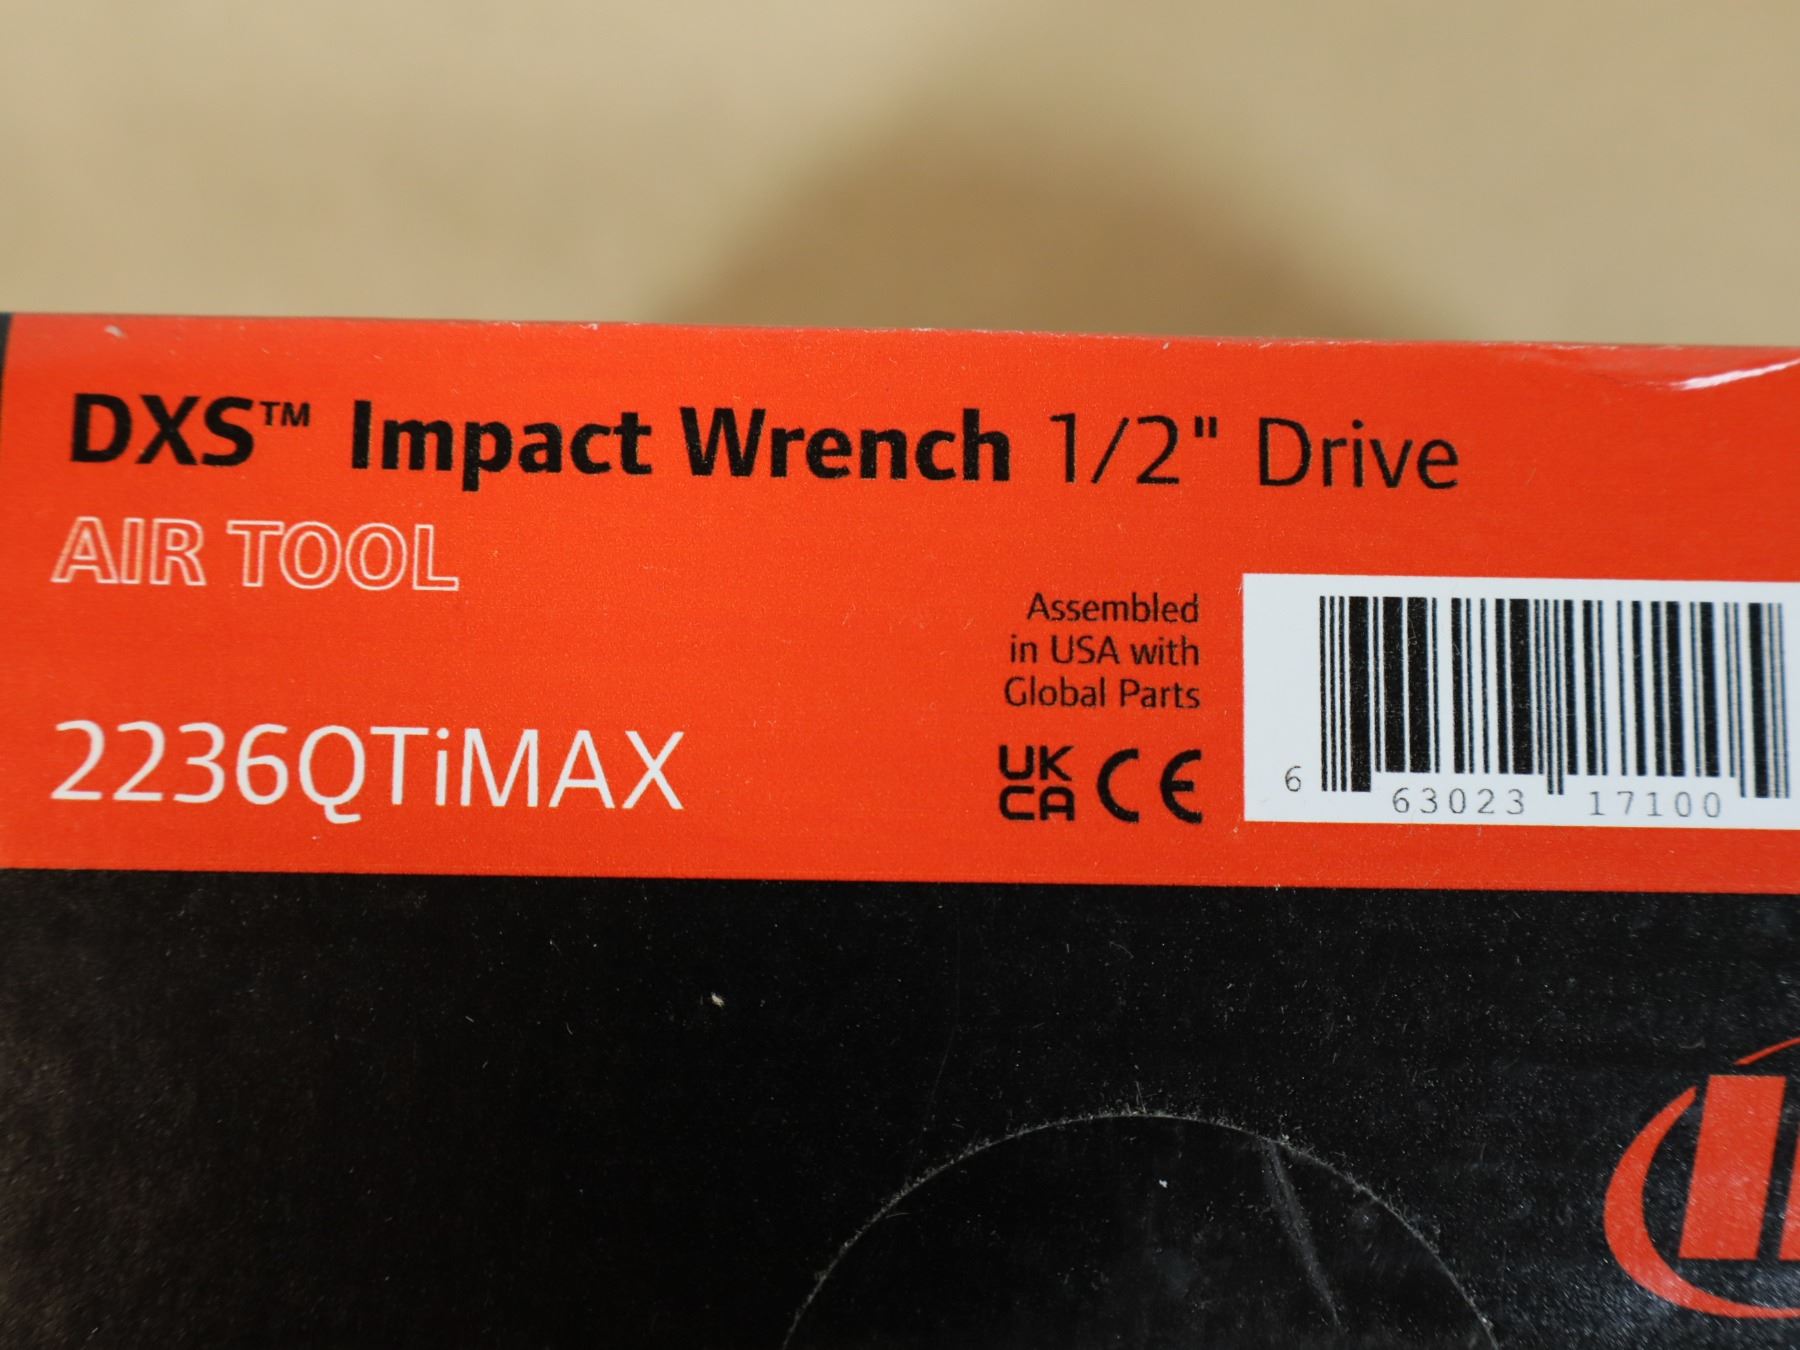 DXS™ Impact Wrench 1/2" Drive
AIR TOOL
Assembled
in USA with
Global Parts
2236QTiMAX
UK
CA CE
6 63023 17100